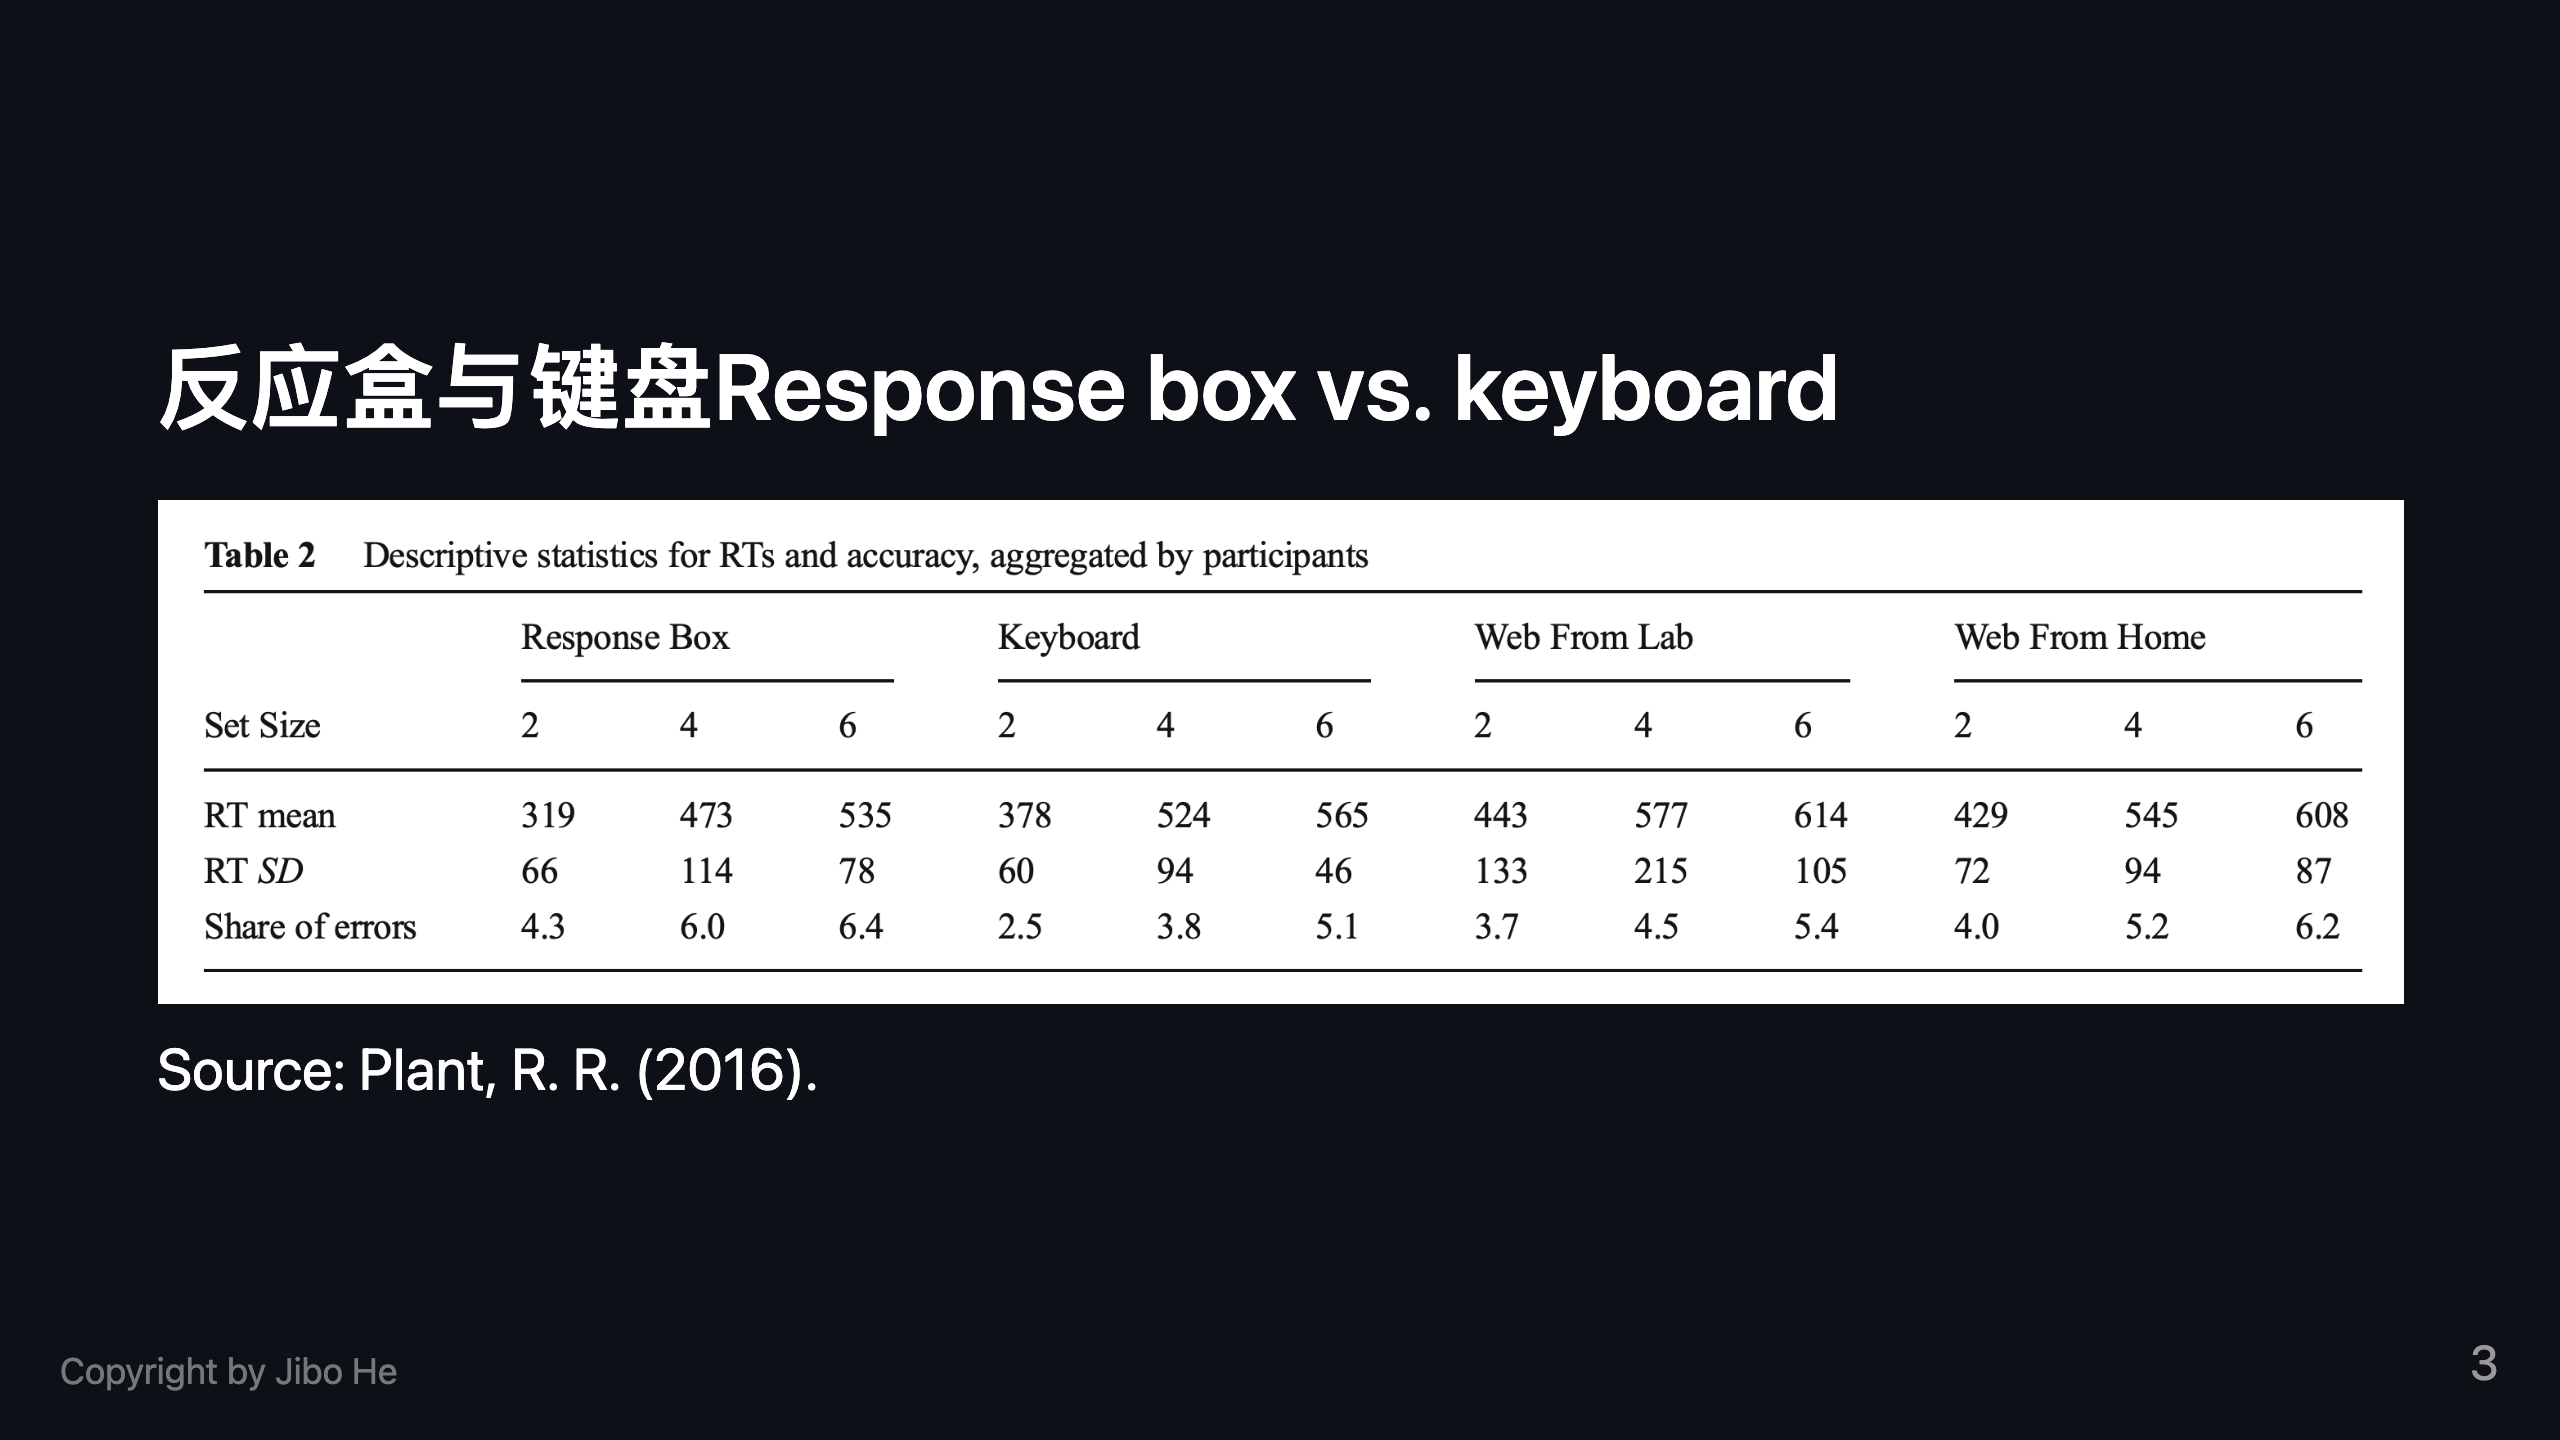 反应盒与键盘Response box vs. keyboard
Table 2 Descriptive statistics for RTs and accuracy, aggregated by participants
Response Box Keyboard Web From Lab Web From Home
Set Size 2 4 6 2 4 6 2 4 6 2 4 6
RT mean 319 473 535 378 524 565 443 577 614 429 545 608
RT SD 66 114 78 60 94 46 133 215 105 72 94 87
Share of errors 4.3 6.0 6.4 2.5 3.8 5.1 3.7 4.5 5.4 4.0 5.2 6.2
Source: Plant, R. R. (2016).
Copyright by Jibo He
3